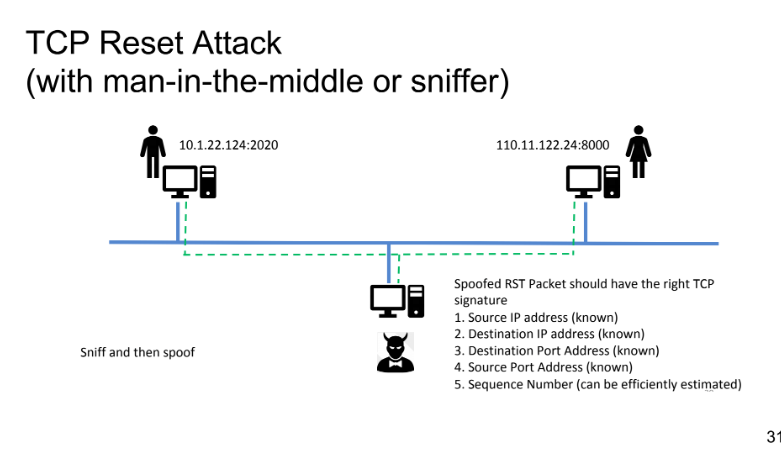 TCP Reset Attack
(with man-in-the-middle or sniffer)
10.1.22.124:2020
110.11.122.24:8000
Spoofed RST Packet should have the right TCP
signature
1. Source IP address (known)
2. Destination IP address (known)
3. Destination Port Address (known)
4. Source Port Address (known)
5. Sequence Number (can be efficiently estimated)
Sniff and then spoof
31